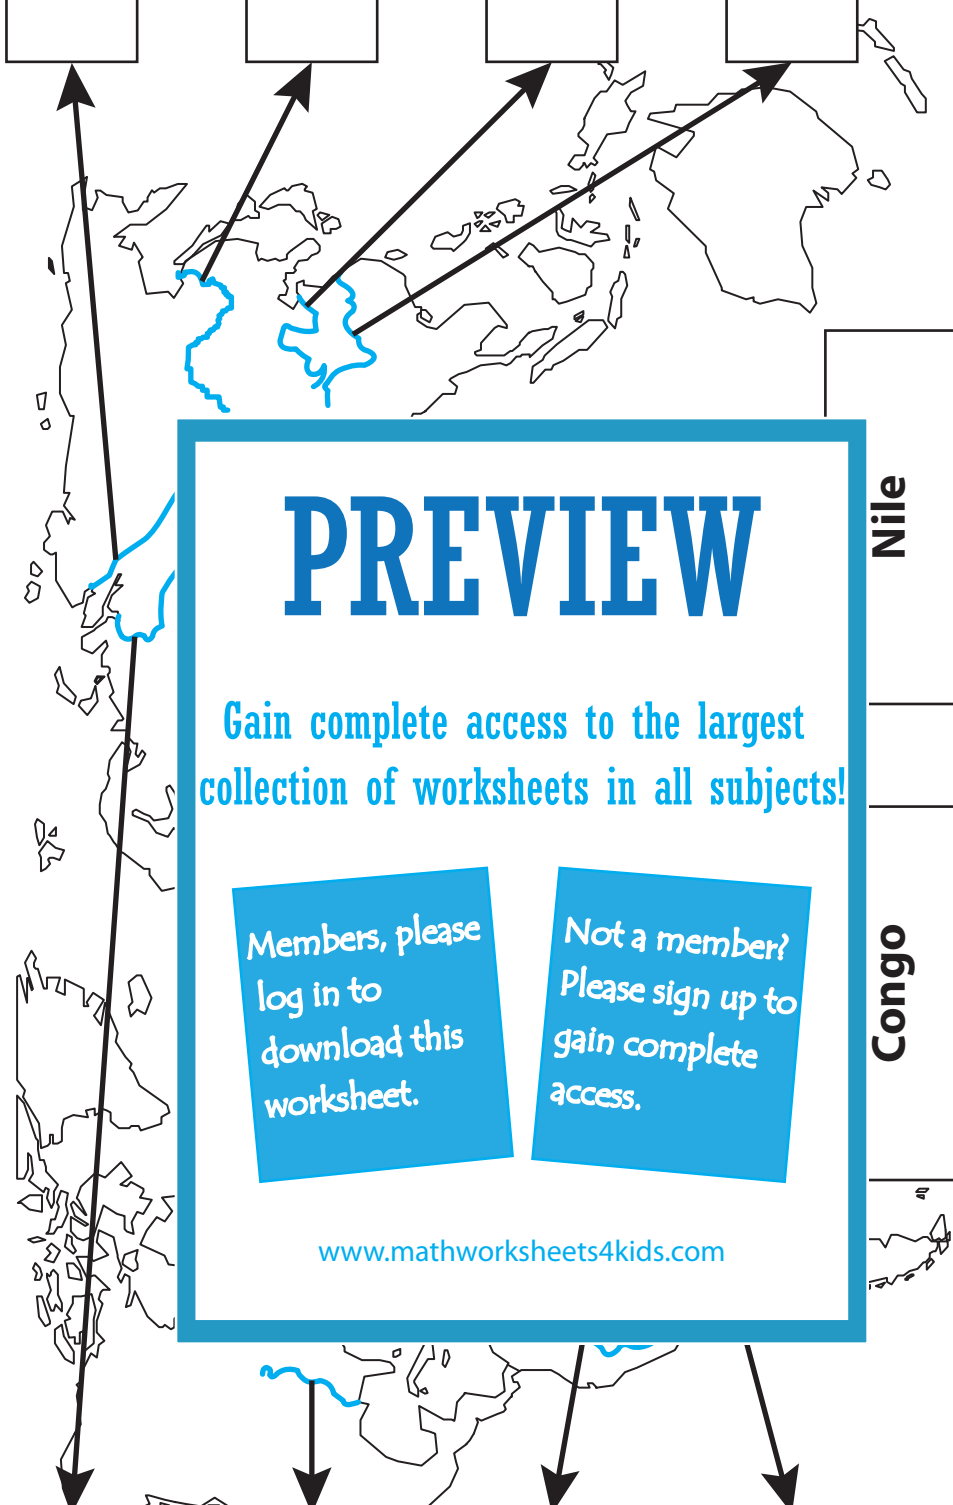 PREVIEW
Gain complete access to the largest
collection of worksheets in all subjects!
Members, please
log in to
download this
worksheet.
Not a member?
Please sign up to
gain complete
access.
www.mathworksheets4kids.com
Nile
Congo